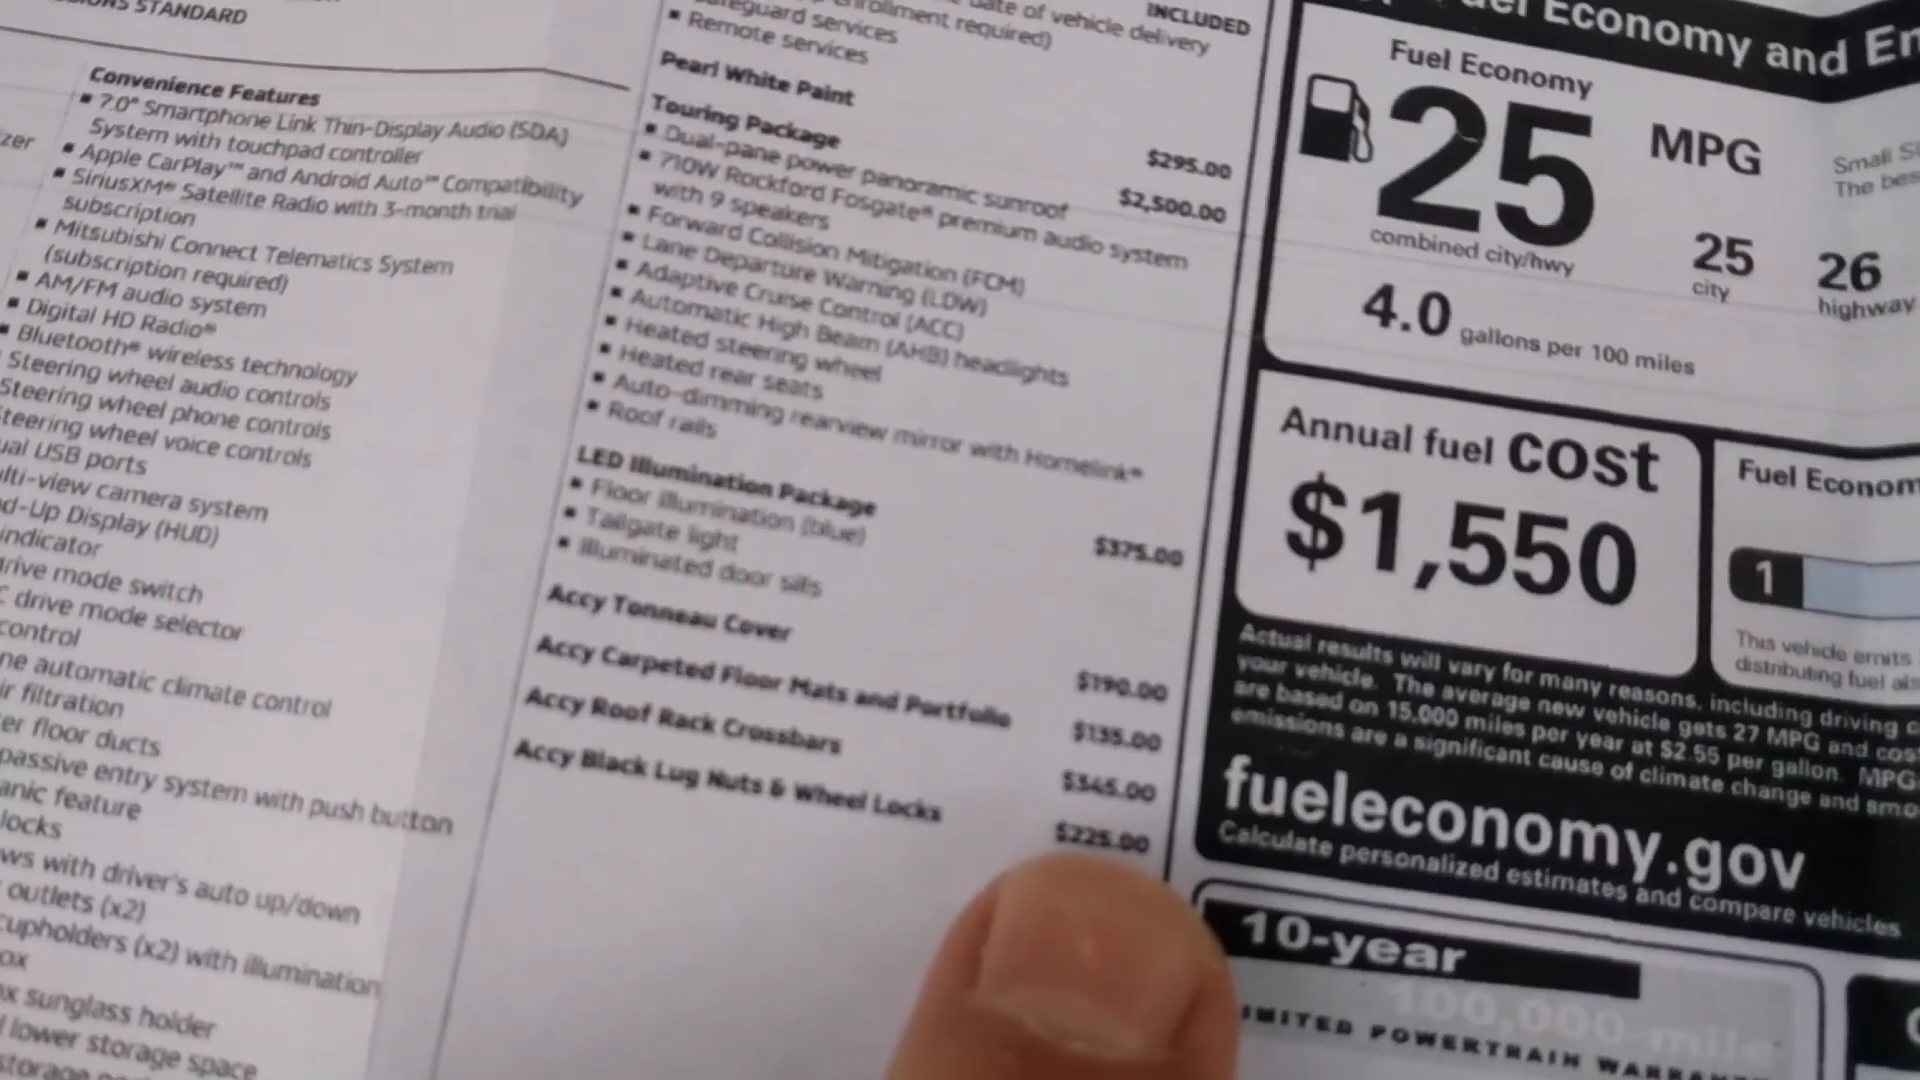 STANDARD
Convenience Features
▪ 7.0" Smartphone Link Thin-Display Audio (SDA)
System with touchpad controller
▪ Apple CarPlay™ and Android Auto™ Compatibility
▪ SiriusXM® Satellite Radio with 3-month trial
subscription
▪ Mitsubishi Connect Telematics System
(subscription required)
▪ AM/FM audio system
▪ Digital HD Radio®
▪ Bluetooth® wireless technology
Steering wheel audio controls
Steering wheel phone controls
teering wheel voice controls
ual USB ports
ulti-view camera system
d-Up Display (HUD)
indicator
rive mode switch
C drive mode selector
control
ne automatic climate control
ir filtration
er floor ducts
passive entry system with push button
anic feature
locks
ws with driver's auto up/down
outlets (x2)
cupholders (x2) with illumination
ox
x sunglass holder
lower storage space
zer
date of vehicle delivery
enrollment required)
INCLUDED
safeguard services
▪ Remote services
Pearl White Paint
$295.00
Touring Package
$2,500.00
▪ Dual-pane power panoramic sunroof
▪ 710W Rockford Fosgate® premium audio system
with 9 speakers
▪ Forward Collision Mitigation (FCM)
▪ Lane Departure Warning (LDW)
▪ Adaptive Cruise Control (ACC)
▪ Automatic High Beam (AHB) headlights
▪ Heated steering wheel
▪ Heated rear seats
▪ Auto-dimming rearview mirror with Homelink®
▪ Roof rails
LED Illumination Package
$375.00
▪ Floor illumination (blue)
▪ Tailgate light
▪ Illuminated door sills
Accy Tonneau Cover
$190.00
Accy Carpeted Floor Mats and Portfolio
$135.00
Accy Roof Rack Crossbars
$345.00
Accy Black Lug Nuts & Wheel Locks
$225.00
uel Economy and En
Fuel Economy
25 MPG
combined city/hwy
25
city
26
highway
Small S
The bes
4.0 gallons per 100 miles
Annual fuel cost
$1,550
Fuel Econom
1
This vehicle emits
distributing fuel als
Actual results will vary for many reasons, including driving c
your vehicle. The average new vehicle gets 27 MPG and cost
are based on 15,000 miles per year at $2.55 per gallon. MPG
emissions are a significant cause of climate change and smo
fueleconomy.gov
Calculate personalized estimates and compare vehicles
10-year
100,000-mile
LIMITED POWERTRAIN WARRA